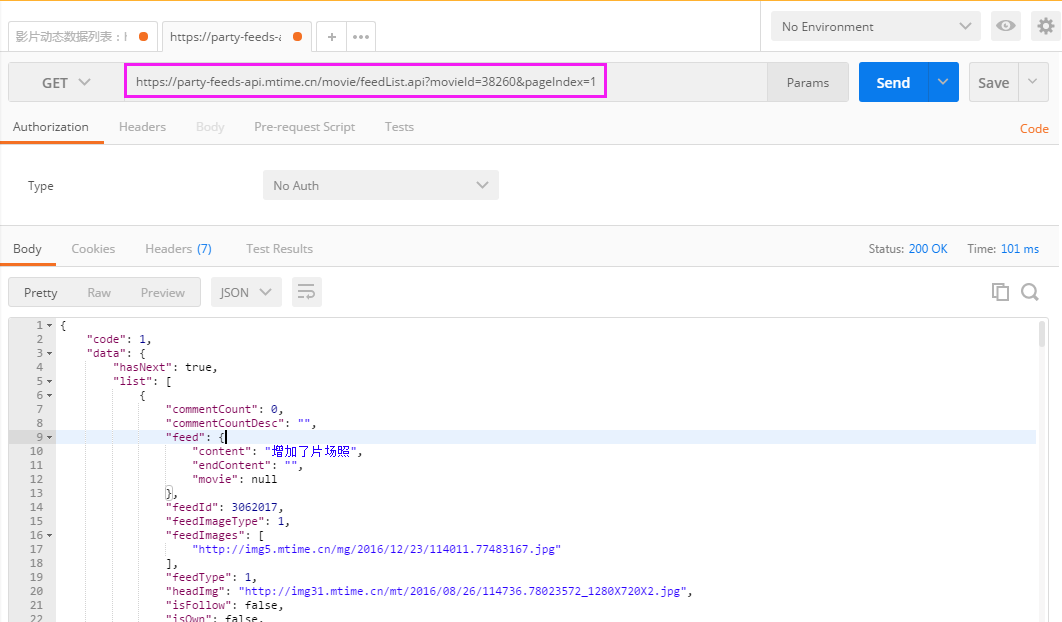 影片动态数据列表：h
https://party-feeds-a
+
•••
No Environment
GET
https://party-feeds-api.mtime.cn/movie/feedList.api?movieId=38260&pageIndex=1
Params
Send
Save
Authorization
Headers
Body
Pre-request Script
Tests
Code
Type
No Auth
Body
Cookies
Headers (7)
Test Results
Status: 200 OK
Time: 101 ms
Pretty
Raw
Preview
JSON
1 {
2 "code": 1,
3 "data": {
4 "hasNext": true,
5 "list": [
6 {
7 "commentCount": 0,
8 "commentCountDesc": "",
9 "feed": {
10 "content": "增加了片场照",
11 "endContent": "",
12 "movie": null
13 },
14 "feedId": 3062017,
15 "feedImageType": 1,
16 "feedImages": [
17 "http://img5.mtime.cn/mg/2016/12/23/114011.77483167.jpg"
18 ],
19 "feedType": 1,
20 "headImg": "http://img31.mtime.cn/mt/2016/08/26/114736.78023572_1280X720X2.jpg",
21 "isFollow": false,
22 "isOwn": false,